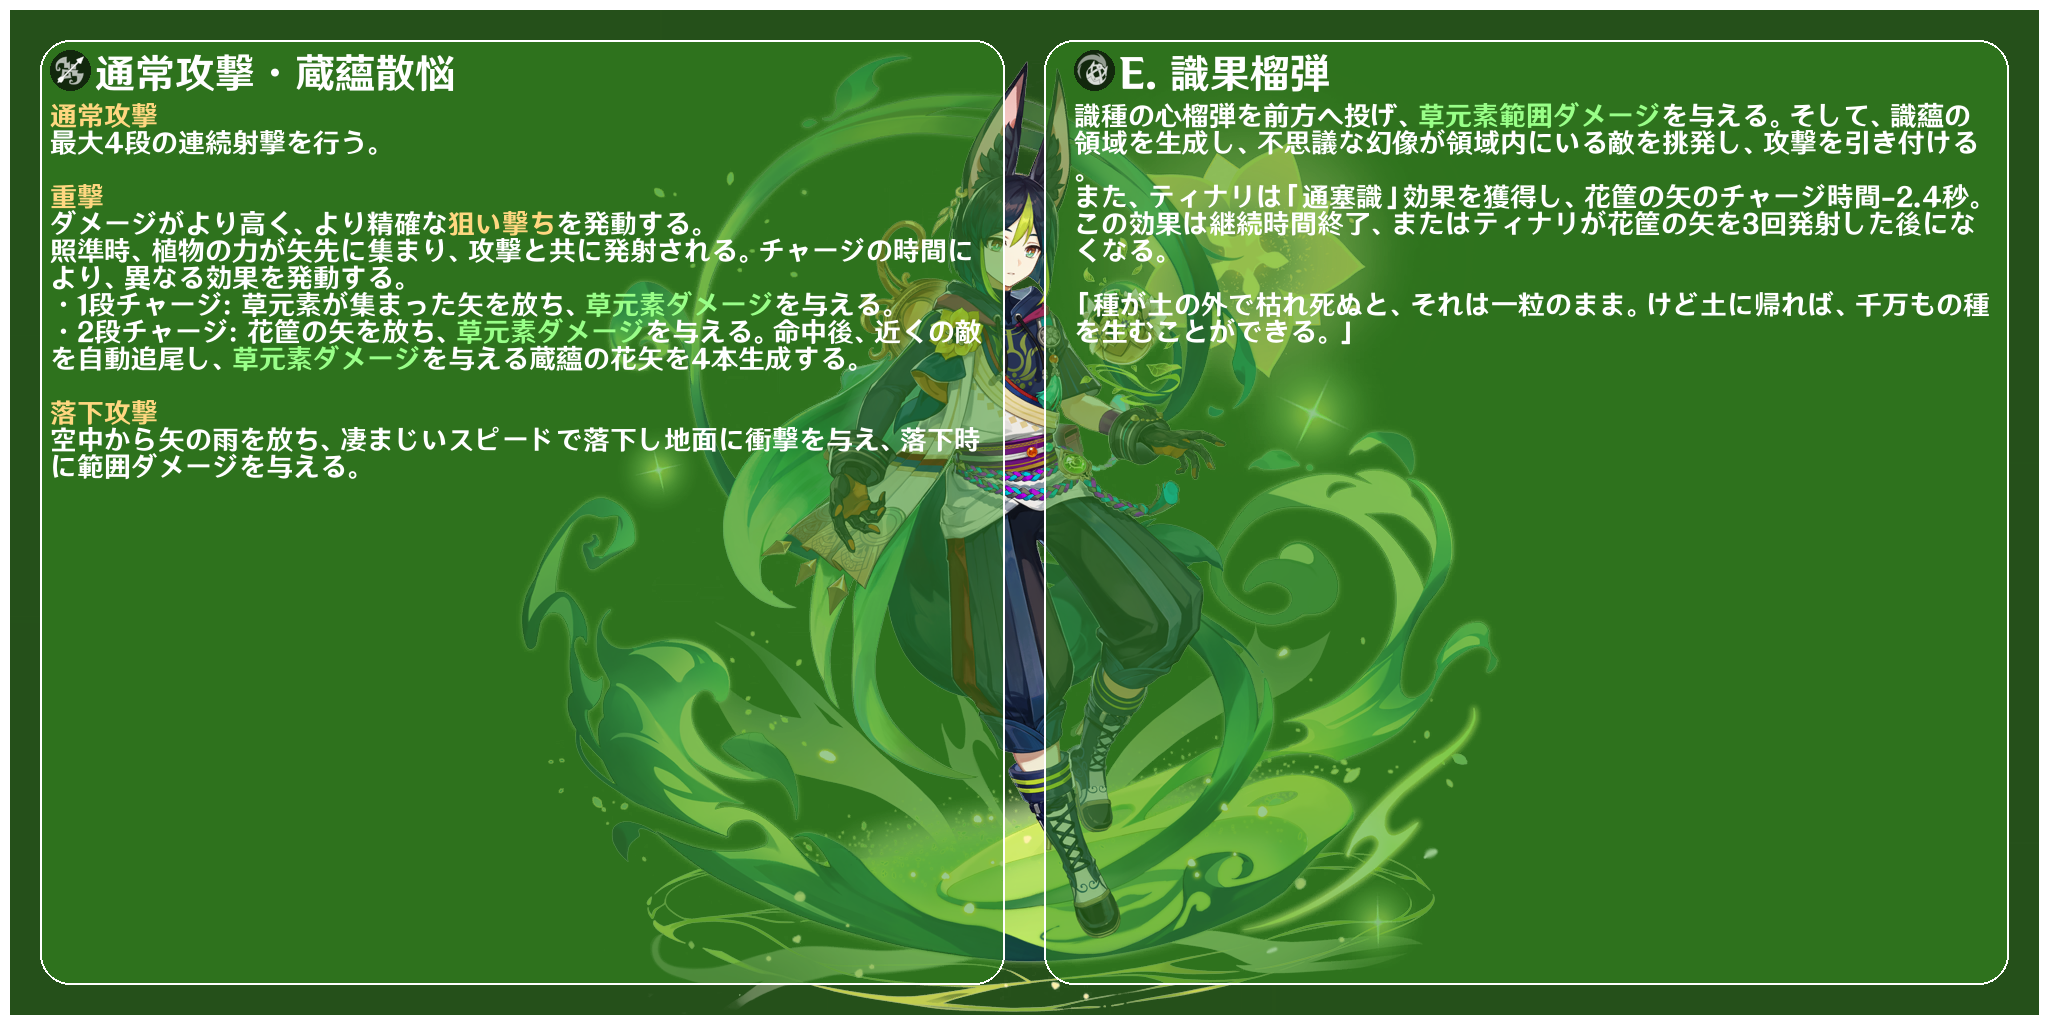 通常攻撃・蔵蘊散悩
通常攻撃
最大4段の連続射撃を行う。
重撃
ダメージがより高く、より精確な狙い撃ちを発動する。
照準時、植物の力が矢先に集まり、攻撃と共に発射される。チャージの時間に
より、異なる効果を発動する。
・1段チャージ: 草元素が集まった矢を放ち、草元素ダメージを与える。
・2段チャージ: 花筐の矢を放ち、草元素ダメージを与える。命中後、近くの敵
を自動追尾し、草元素ダメージを与える蔵蘊の花矢を4本生成する。
落下攻撃
空中から矢の雨を放ち、凄まじいスピードで落下し地面に衝撃を与え、落下時
に範囲ダメージを与える。
E. 識果榴弾
識種の心榴弾を前方へ投げ、草元素範囲ダメージを与える。そして、識蘊の
領域を生成し、不思議な幻像が領域内にいる敵を挑発し、攻撃を引き付ける
。
また、ティナリは「通塞識」効果を獲得し、花筐の矢のチャージ時間-2.4秒。
この効果は継続時間終了、またはティナリが花筐の矢を3回発射した後にな
くなる。
「種が土の外で枯れ死ぬと、それは一粒のまま。けど土に帰れば、千万もの種
を生むことができる。」